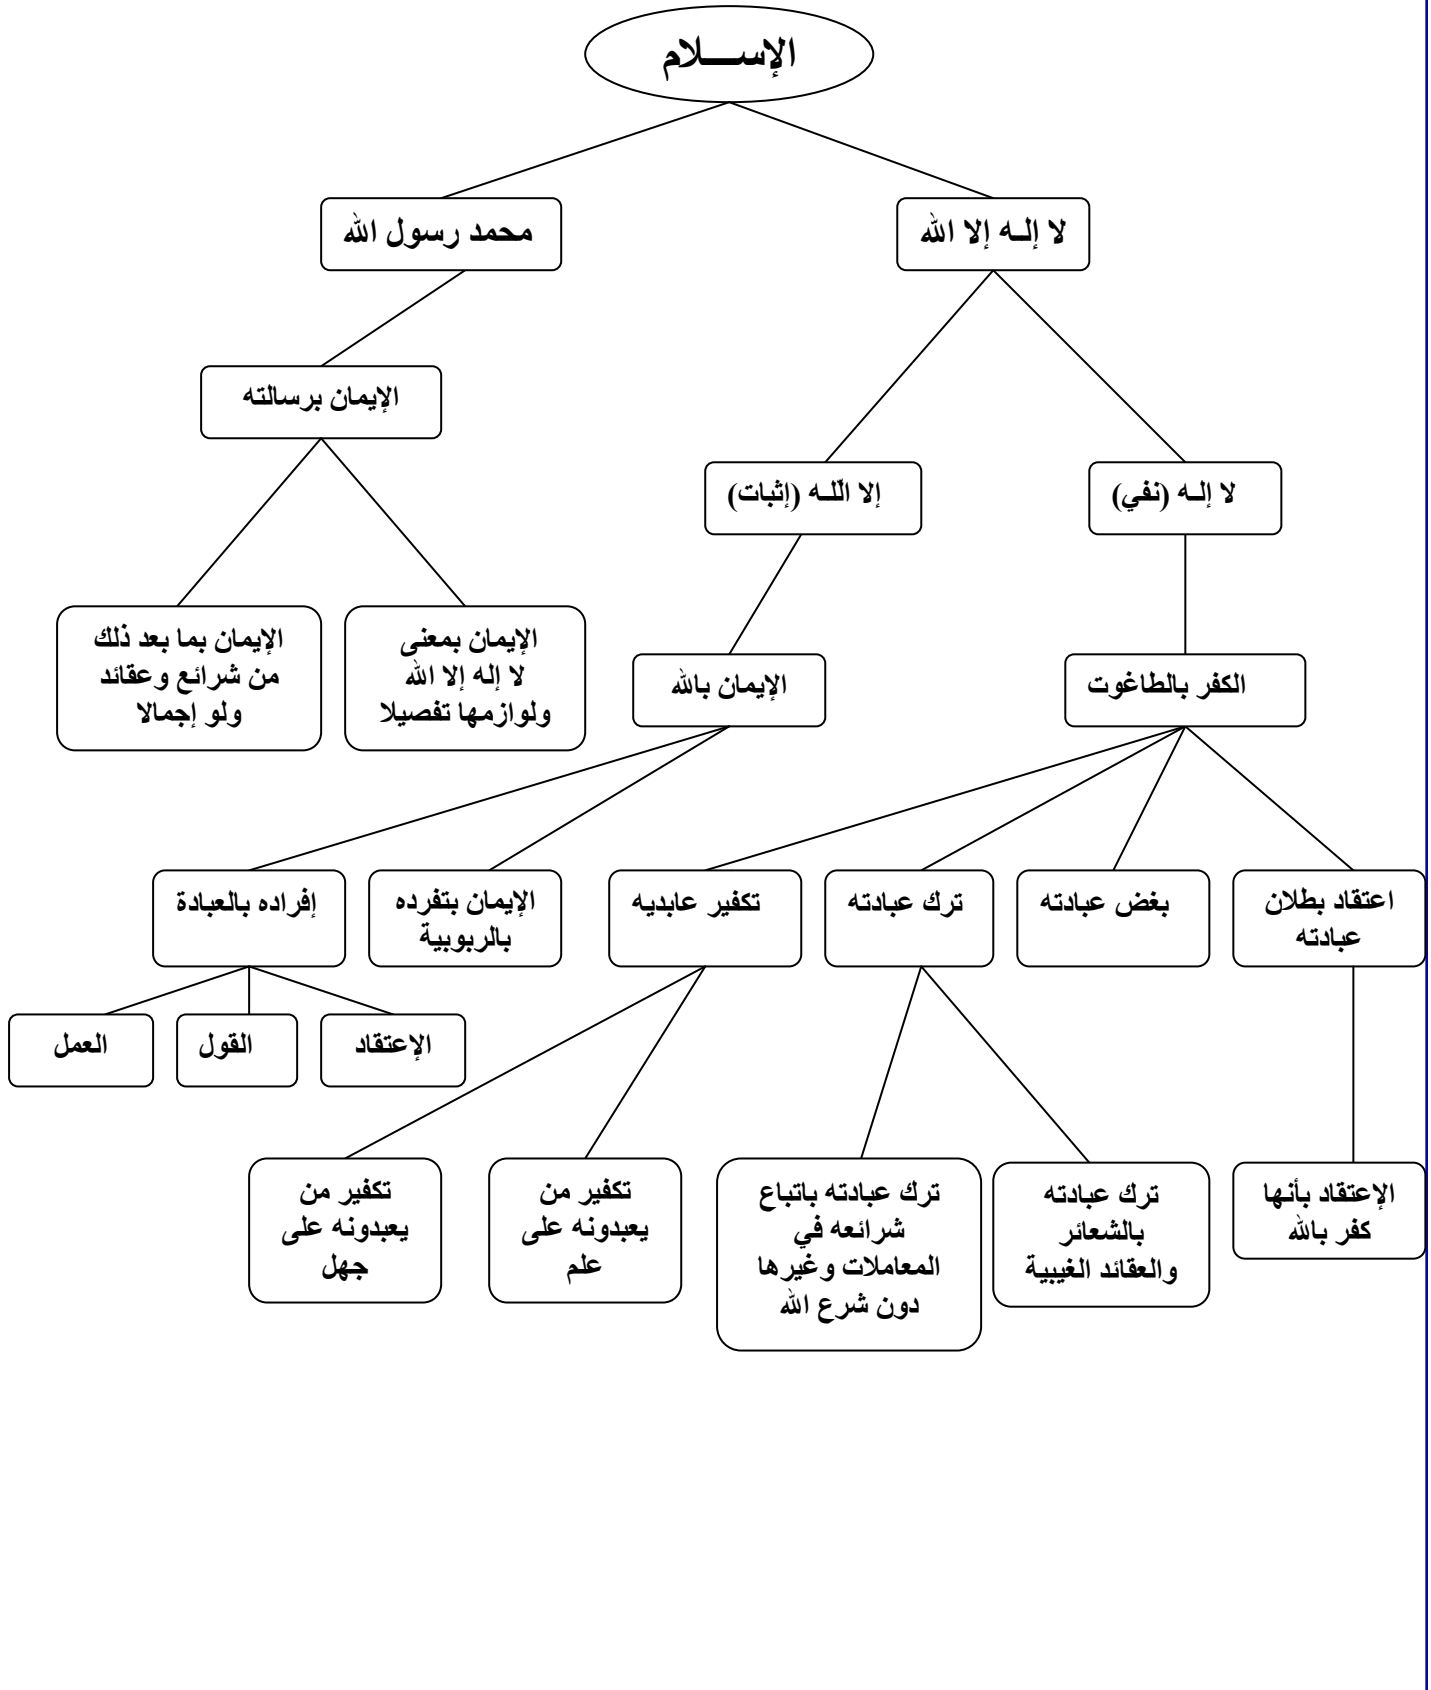 الإســـلام
لا إلـه إلا الله
محمد رسول الله
الإيمان برسالته
لا إلـه (نفي)
إلا اللـه (إثبات)
الإيمان بمعنى
لا إله إلا الله
ولوازمها تفصيلا
الإيمان بما بعد ذلك
من شرائع وعقائد
ولو إجمالا
الكفر بالطاغوت
الإيمان بالله
اعتقاد بطلان
عبادته
بغض عبادته
ترك عبادته
تكفير عابديه
الإيمان بتفرده
بالربوبية
إفراده بالعبادة
الإعتقاد
القول
العمل
الإعتقاد بأنها
كفر بالله
ترك عبادته
بالشعائر
والعقائد الغيبية
ترك عبادته باتباع
شرائعه في
المعاملات وغيرها
دون شرع الله
تكفير من
يعبدونه على
علم
تكفير من
يعبدونه على
جهل